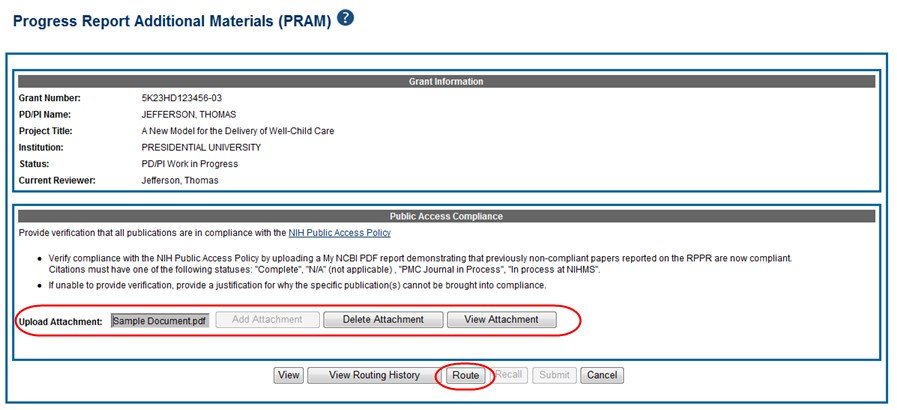 Progress Report Additional Materials (PRAM) ?
Grant Information
Grant Number: 5K23HD123456-03
PD/PI Name: JEFFERSON, THOMAS
Project Title: A New Model for the Delivery of Well-Child Care
Institution: PRESIDENTIAL UNIVERSITY
Status: PD/PI Work in Progress
Current Reviewer: Jefferson, Thomas
Public Access Compliance
Provide verification that all publications are in compliance with the NIH Public Access Policy
• Verify compliance with the NIH Public Access Policy by uploading a My NCBI PDF report demonstrating that previously non-compliant papers reported on the RPPR are now compliant.
Citations must have one of the following statuses: "Complete", "N/A" (not applicable) , "PMC Journal in Process", "In process at NIHMS".
• If unable to provide verification, provide a justification for why the specific publication(s) cannot be brought into compliance.
Upload Attachment: Sample Document.pdf Add Attachment Delete Attachment View Attachment
View View Routing History Route Recall Submit Cancel